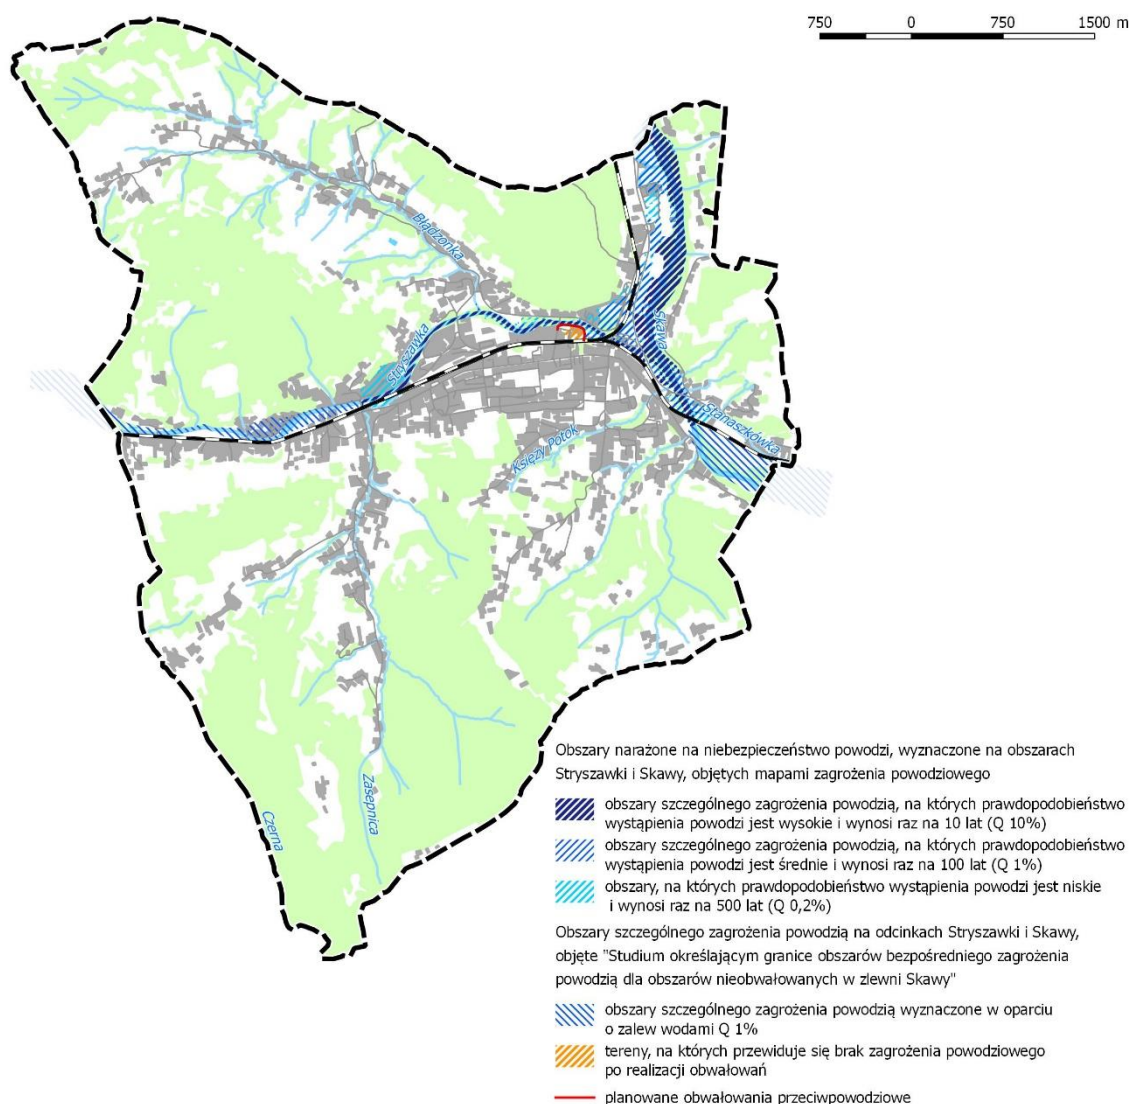 750 0 750 1500 m
Błądzonka
Stryszawka
Skawa
Stanaszkówka
Księży Potok
Zasepnica
Czerna
Obszary narażone na niebezpieczeństwo powodzi, wyznaczone na obszarach
Stryszawki i Skawy, objętych mapami zagrożenia powodziowego
obszary szczególnego zagrożenia powodzią, na których prawdopodobieństwo
wystąpienia powodzi jest wysokie i wynosi raz na 10 lat (Q 10%)
obszary szczególnego zagrożenia powodzią, na których prawdopodobieństwo
wystąpienia powodzi jest średnie i wynosi raz na 100 lat (Q 1%)
obszary, na których prawdopodobieństwo wystąpienia powodzi jest niskie
i wynosi raz na 500 lat (Q 0,2%)
Obszary szczególnego zagrożenia powodzią na odcinkach Stryszawki i Skawy,
objęte "Studium określającym granice obszarów bezpośredniego zagrożenia
powodzią dla obszarów nieobwałowanych w zlewni Skawy"
obszary szczególnego zagrożenia powodzią wyznaczone w oparciu
o zalew wodami Q 1%
tereny, na których przewiduje się brak zagrożenia powodziowego
po realizacji obwałowań
planowane obwałowania przeciwpowodziowe